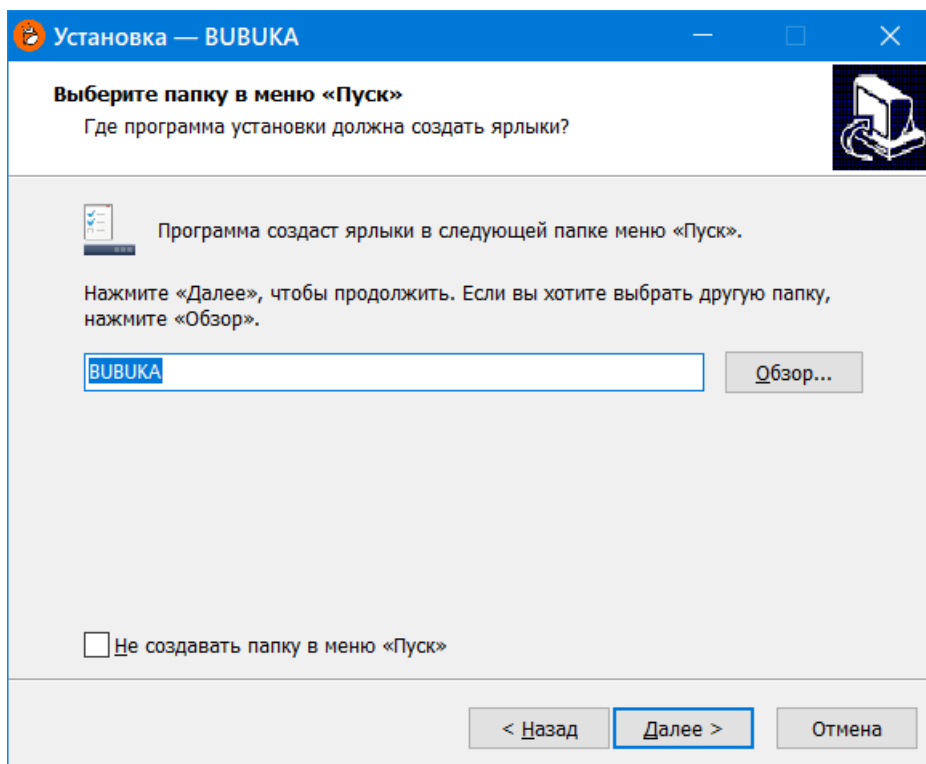 Установка — BUBUKA
Выберите папку в меню «Пуск»
Где программа установки должна создать ярлыки?
Программа создаст ярлыки в следующей папке меню «Пуск».
Нажмите «Далее», чтобы продолжить. Если вы хотите выбрать другую папку,
нажмите «Обзор».
BUBUKA
Обзор...
Не создавать папку в меню «Пуск»
< Назад
Далее >
Отмена